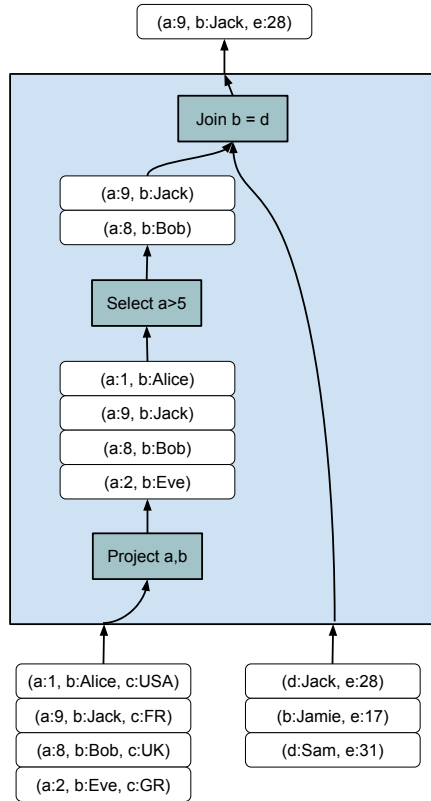 (a:9, b:Jack, e:28)
Join b = d
(a:9, b:Jack)
(a:8, b:Bob)
Select a>5
(a:1, b:Alice)
(a:9, b:Jack)
(a:8, b:Bob)
(a:2, b:Eve)
Project a,b
(a:1, b:Alice, c:USA)
(a:9, b:Jack, c:FR)
(a:8, b:Bob, c:UK)
(a:2, b:Eve, c:GR)
(d:Jack, e:28)
(b:Jamie, e:17)
(d:Sam, e:31)